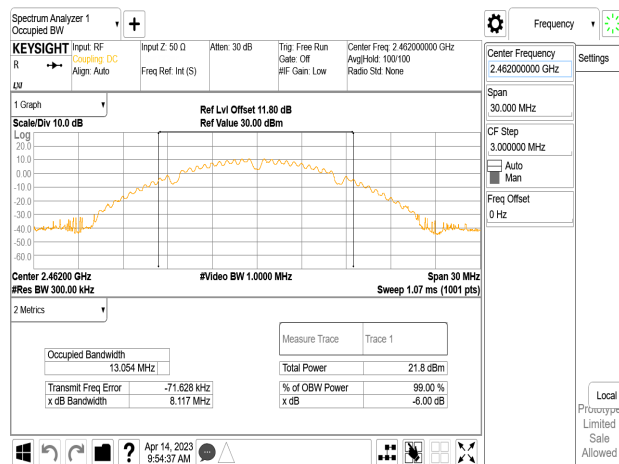 Spectrum Analyzer 1
Occupied BW
KEYSIGHT Input: RF Input Z: 50 Ω Atten: 30 dB Trig: Free Run Center Freq: 2.462000000 GHz
R Coupling: DC Gate: Off Avg|Hold: 100/100
Align: Auto Freq Ref: Int (S) #IF Gain: Low Radio Std: None
LNI
1 Graph
Ref Lvl Offset 11.80 dB
Scale/Div 10.0 dB Ref Value 30.00 dBm
Log
20.0
10.0
0.00
-10.0
-20.0
-30.0
-40.0
-50.0
-60.0
Center 2.46200 GHz #Video BW 1.0000 MHz Span 30 MHz
#Res BW 300.00 kHz Sweep 1.07 ms (1001 pts)
2 Metrics
Measure Trace Trace 1
Occupied Bandwidth
13.054 MHz
Total Power 21.8 dBm
Transmit Freq Error -71.628 kHz
% of OBW Power 99.00 %
x dB Bandwidth 8.117 MHz
x dB -6.00 dB
Apr 14, 2023
9:54:37 AM
Frequency
Center Frequency
2.462000000 GHz
Settings
Span
30.000 MHz
CF Step
3.000000 MHz
Auto
Man
Freq Offset
0 Hz
Local
Prototype
Limited
Sale
Allowed